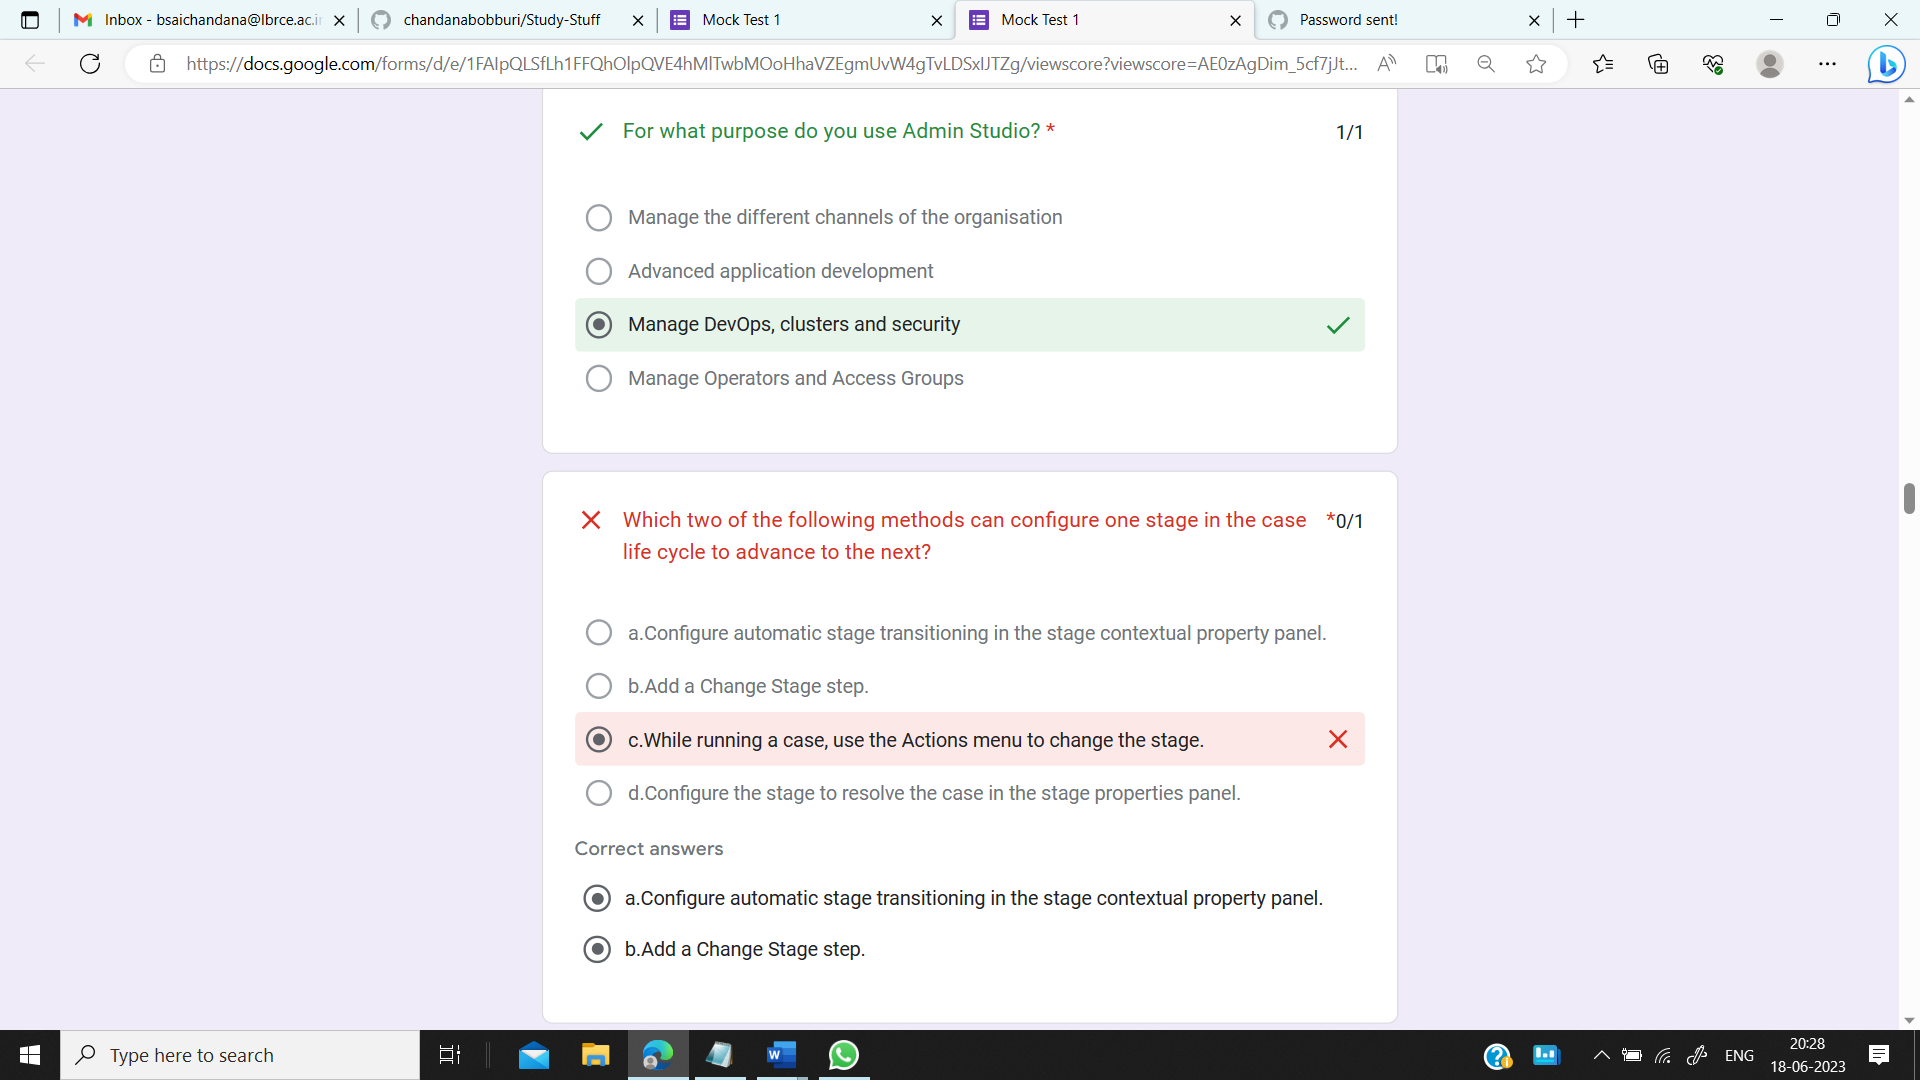 Inbox - bsaichandana@lbrce.ac.i
chandanabobburi/Study-Stuff
Mock Test 1
Mock Test 1
Password sent!
https://docs.google.com/forms/d/e/1FAIpQLSfLh1FFQhOlpQVE4hMlTwbMOoHhaVZEgmUvW4gTvLDSxIJTZg/viewscore?viewscore=AE0zAgDim_5cf7jJt...
For what purpose do you use Admin Studio? *
1/1
Manage the different channels of the organisation
Advanced application development
Manage DevOps, clusters and security
Manage Operators and Access Groups
Which two of the following methods can configure one stage in the case
*0/1
life cycle to advance to the next?
a.Configure automatic stage transitioning in the stage contextual property panel.
b.Add a Change Stage step.
c.While running a case, use the Actions menu to change the stage.
d.Configure the stage to resolve the case in the stage properties panel.
Correct answers
a.Configure automatic stage transitioning in the stage contextual property panel.
b.Add a Change Stage step.
Type here to search
ENG
20:28
18-06-2023